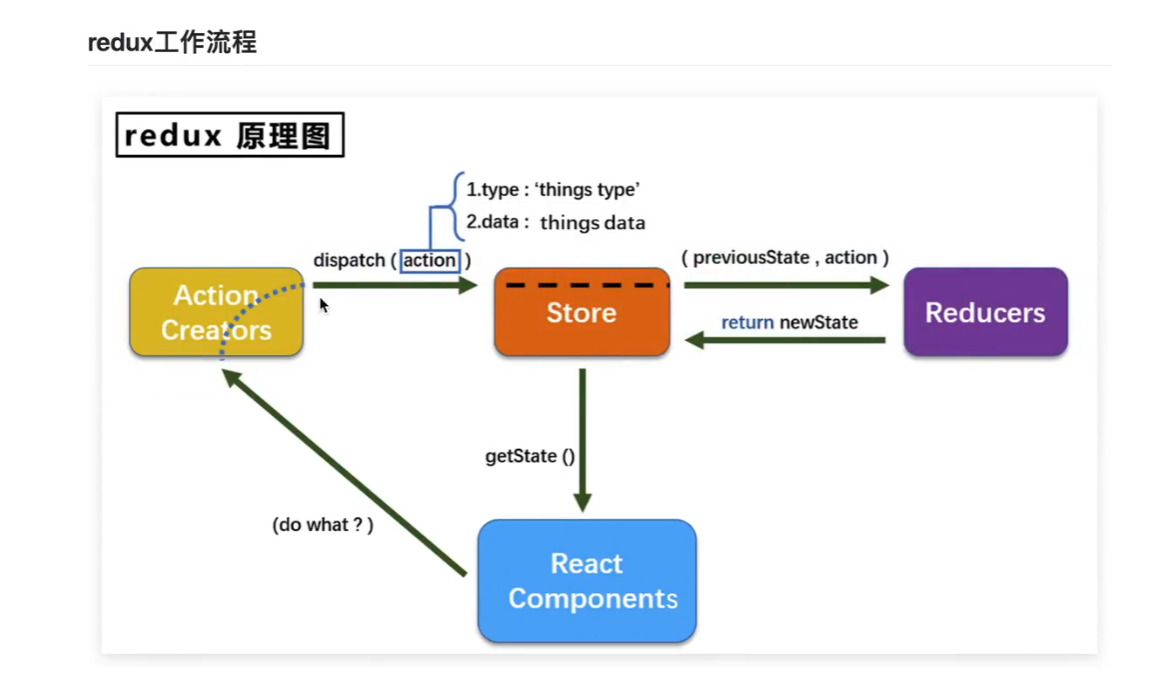 redux工作流程
redux 原理图
1.type : ‘things type’
2.data : things data
dispatch ( action )
( previousState , action )
Action
Creators
Store
Reducers
return newState
getState ()
(do what ? )
React
Components